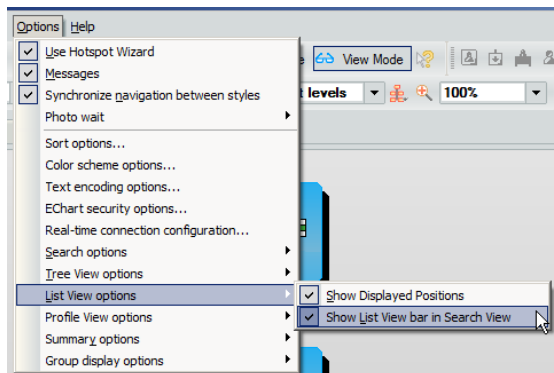 Options Help
Use Hotspot Wizard
View Mode
Messages
Synchronize navigation between styles
levels
100%
Photo wait
Sort options...
Color scheme options...
Text encoding options...
EChart security options...
Real-time connection configuration...
Search options
Tree View options
List View options
Show Displayed Positions
Profile View options
Show List View bar in Search View
Summary options
Group display options